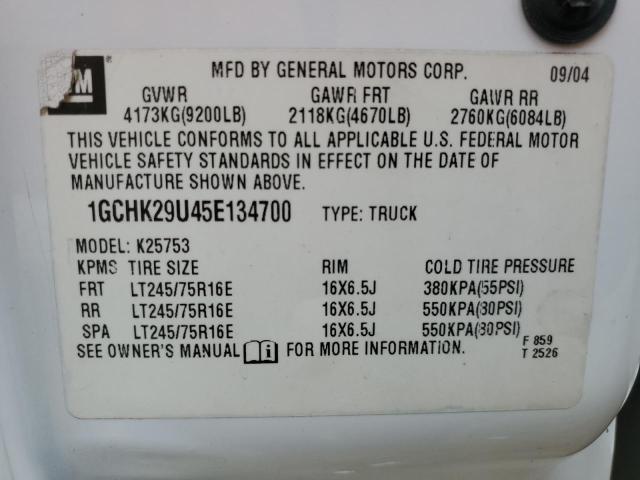 GM
MFD BY GENERAL MOTORS CORP. 09/04
GVWR GAWR FRT GAWR RR
4173KG(9200LB) 2118KG(4670LB) 2760KG(6084LB)
THIS VEHICLE CONFORMS TO ALL APPLICABLE U.S. FEDERAL MOTOR
VEHICLE SAFETY STANDARDS IN EFFECT ON THE DATE OF
MANUFACTURE SHOWN ABOVE.
1GCHK29U45E134700 TYPE: TRUCK
MODEL: K25753
KPMS TIRE SIZE RIM COLD TIRE PRESSURE
FRT LT245/75R16E 16X6.5J 380KPA(55PSI)
RR LT245/75R16E 16X6.5J 550KPA(80PSI)
SPA LT245/75R16E 16X6.5J 550KPA(80PSI)
SEE OWNER'S MANUAL i FOR MORE INFORMATION. F 859
T 2526